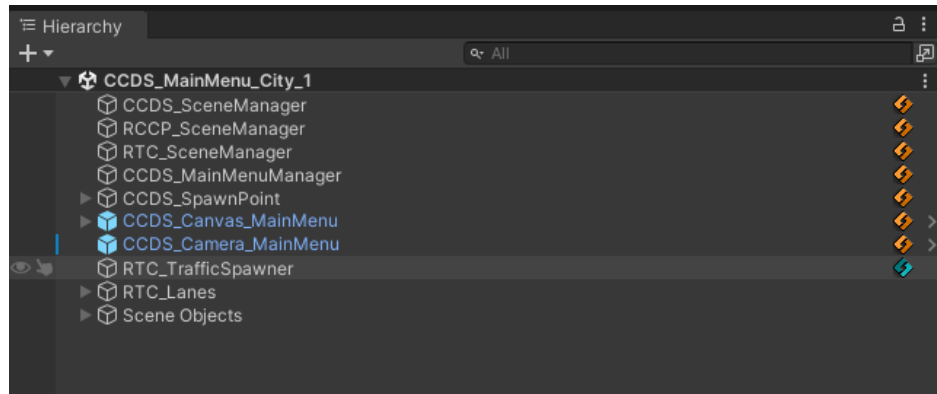 Hierarchy
All
CCDS_MainMenu_City_1
CCDS_SceneManager
RCCP_SceneManager
RTC_SceneManager
CCDS_MainMenuManager
CCDS_SpawnPoint
CCDS_Canvas_MainMenu
CCDS_Camera_MainMenu
RTC_TrafficSpawner
RTC_Lanes
Scene Objects